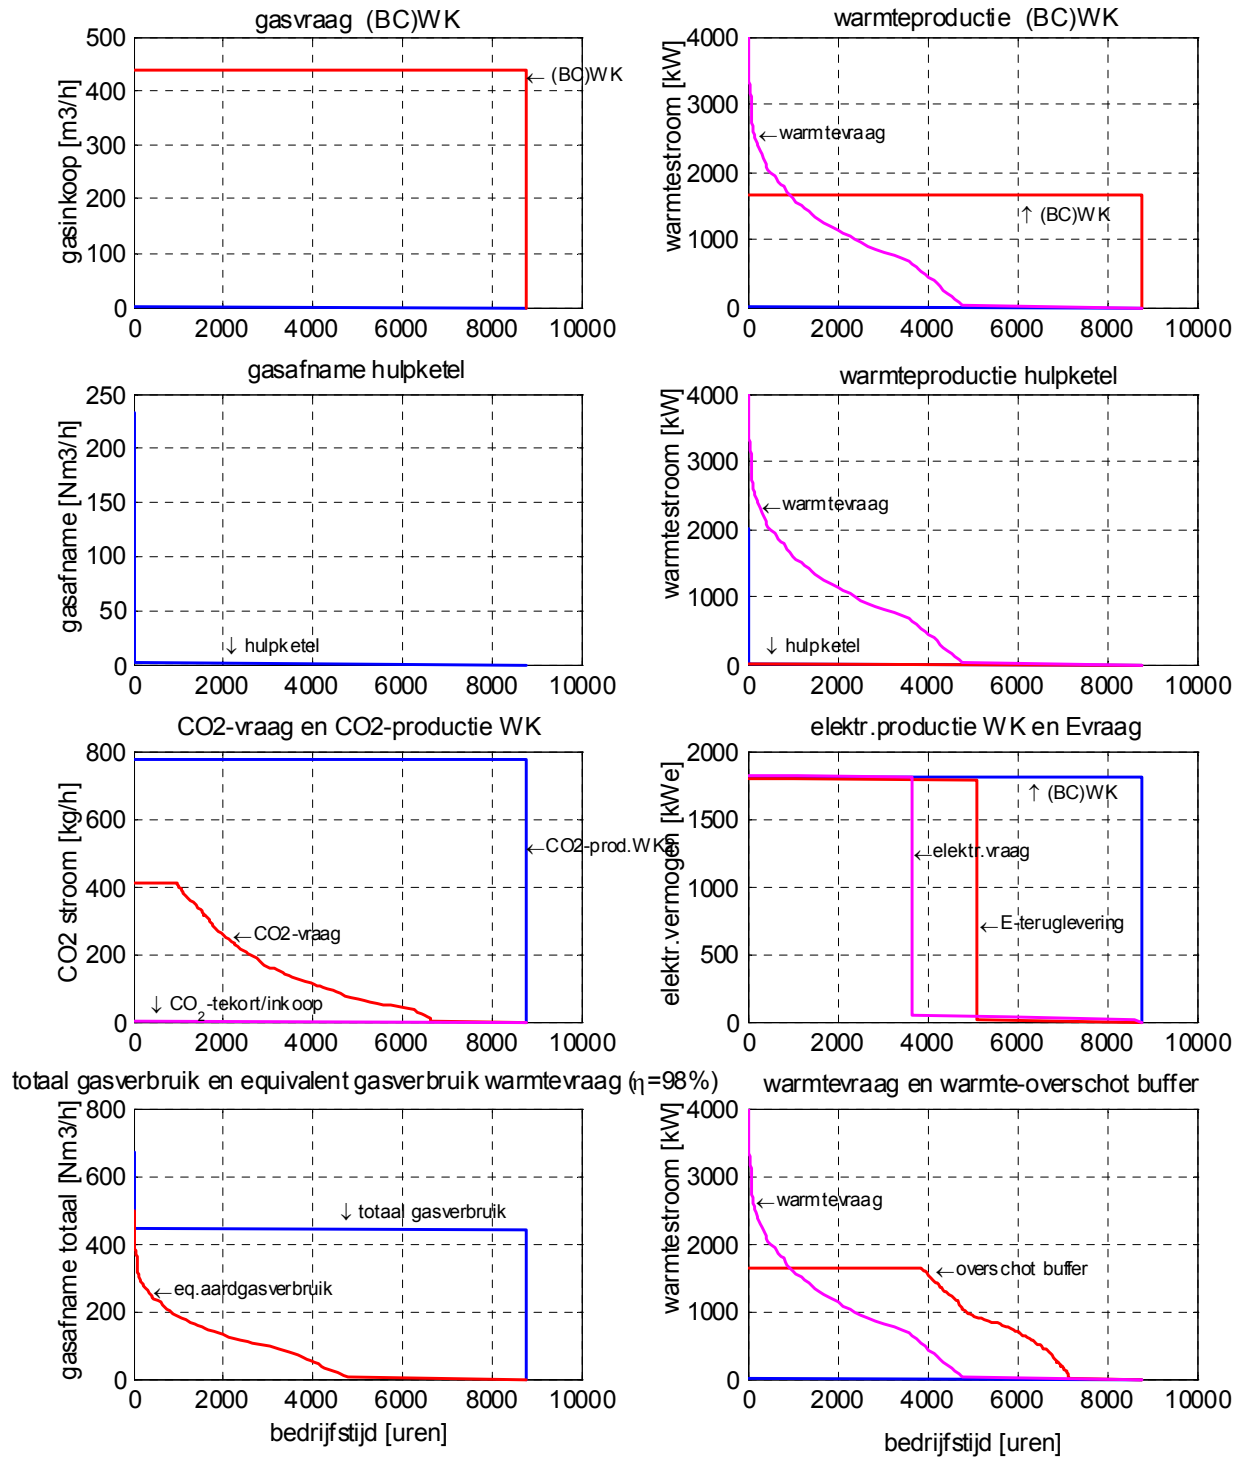 gasvraag (BC)WK
gasinkoop [m3/h]
500
400
300
200
100
0
← (BC)WK
0 2000 4000 6000 8000 10000
warmteproductie (BC)WK
warmtestroom [kW]
4000
3000
2000
1000
0
←warmtevraag
↑ (BC)WK
0 2000 4000 6000 8000 10000
gasafname hulpketel
gasafname [Nm3/h]
250
200
150
100
50
0
↓ hulpketel
0 2000 4000 6000 8000 10000
warmteproductie hulpketel
warmtestroom [kW]
4000
3000
2000
1000
0
←warmtevraag
↓ hulpketel
0 2000 4000 6000 8000 10000
CO2-vraag en CO2-productie WK
CO2 stroom [kg/h]
800
600
400
200
0
←CO2-prod.WK2
←CO2-vraag
↓ CO2-tekort/inkoop
0 2000 4000 6000 8000 10000
elektr.productie WK en Evraag
elektr.vermogen [kWe]
2000
1500
1000
500
0
↑ (BC)WK
←elektr.vraag
←E-teruglevering
0 2000 4000 6000 8000 10000
totaal gasverbruik en equivalent gasverbruik warmtevraag (η=98%)
gasafname totaal [Nm3/h]
800
600
400
200
0
↓ totaal gasverbruik
←eq.aardgasverbruik
0 2000 4000 6000 8000 10000
bedrijfstijd [uren]
warmtevraag en warmte-overschot buffer
warmtestroom [kW]
4000
3000
2000
1000
0
←warmtevraag
←overschot buffer
0 2000 4000 6000 8000 10000
bedrijfstijd [uren]